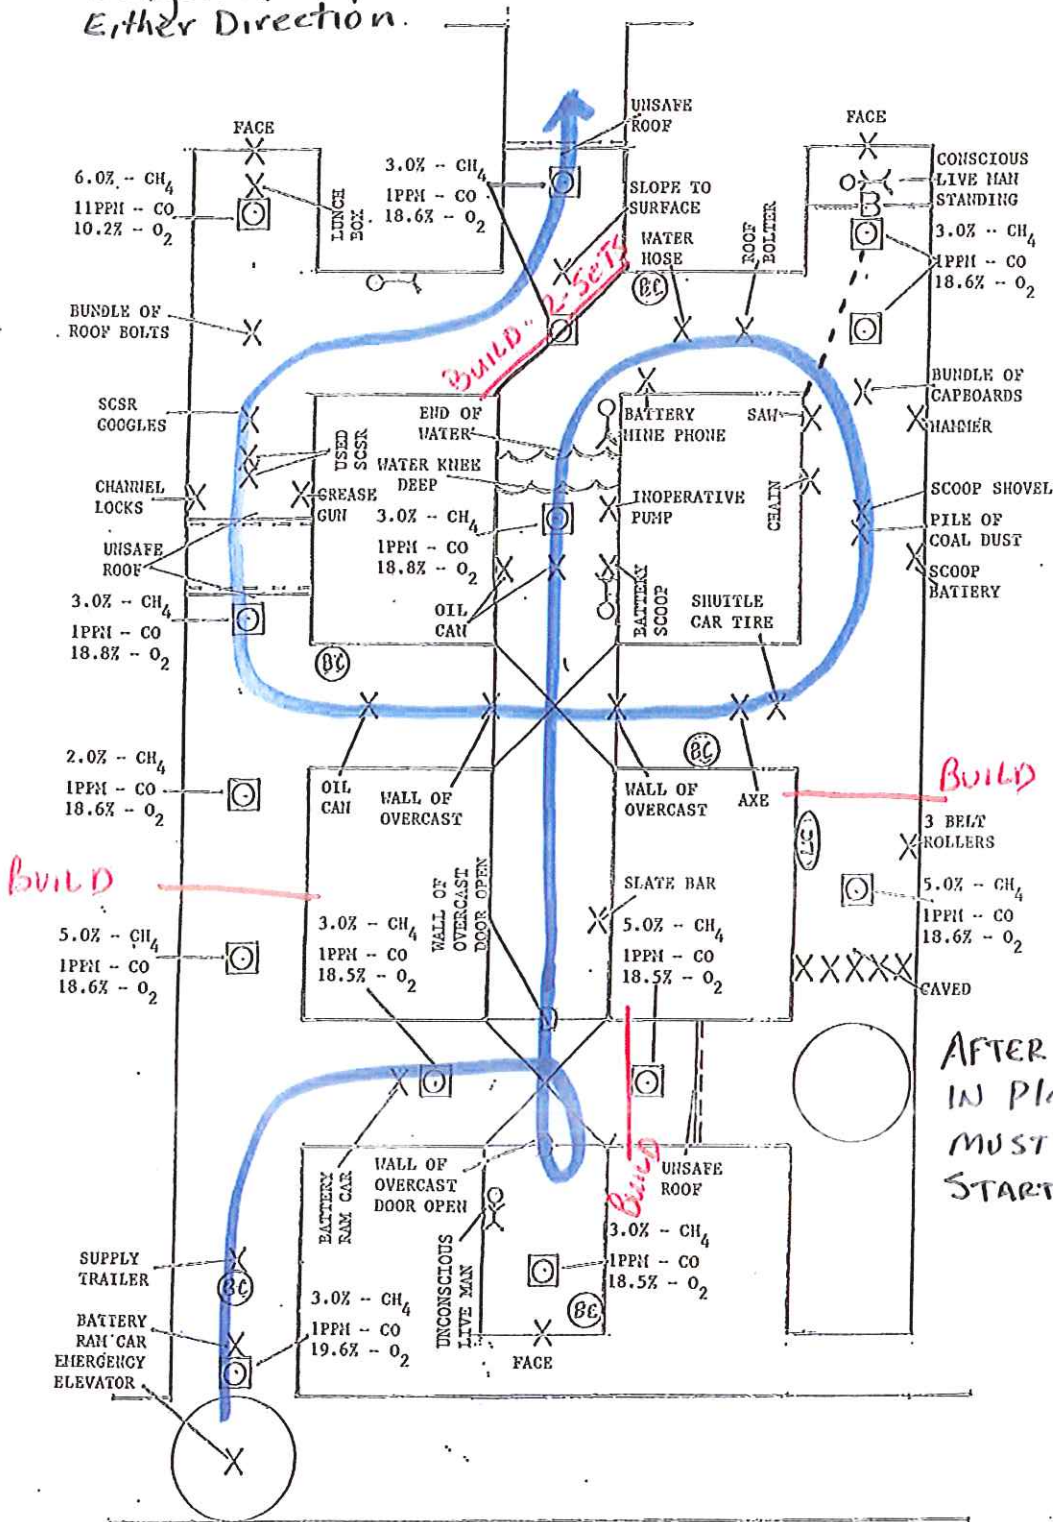 Either Direction.
FACE
6.0% - CH4
11PPM - CO
10.2% - O2
LUNCH
BOX
3.0% - CH4
1PPM - CO
18.6% - O2
UNSAFE
ROOF
SLOPE TO
SURFACE
WATER
HOSE
ROOF
BOLTER
FACE
CONSCIOUS
LIVE MAN
STANDING
B
3.0% - CH4
1PPM - CO
18.6% - O2
BC
BUILD" 2-SETS
BUNDLE OF
ROOF BOLTS
SCSR
GOGGLES
USED
SCSR
CHANNEL
LOCKS
GREASE
GUN
UNSAFE
ROOF
3.0% - CH4
1PPM - CO
18.8% - O2
END OF
WATER
WATER KNEE
DEEP
3.0% - CH4
1PPM - CO
18.8% - O2
OIL
CAN
BATTERY
MINE PHONE
INOPERATIVE
PUMP
BATTERY
SCOOP
SAW
CHAIN
BUNDLE OF
CAPBOARDS
HAMMER
SCOOP SHOVEL
PILE OF
COAL DUST
SCOOP
BATTERY
SHUTTLE
CAR TIRE
BC
BC
2.0% - CH4
1PPM - CO
18.6% - O2
OIL
CAN
WALL OF
OVERCAST
WALL OF
OVERCAST
AXE
BUILD
3 BELT
ROLLERS
LC
5.0% - CH4
1PPM - CO
18.6% - O2
CAVED
BUILD
5.0% - CH4
1PPM - CO
18.6% - O2
3.0% - CH4
1PPM - CO
18.5% - O2
WALL OF
OVERCAST
DOOR OPEN
SLATE BAR
5.0% - CH4
1PPM - CO
18.5% - O2
AFTER
IN
MUST
START
BATTERY
RAM CAR
WALL OF
OVERCAST
DOOR OPEN
Build
UNSAFE
ROOF
UNCONSCIOUS
LIVE MAN
3.0% - CH4
1PPM - CO
18.5% - O2
BC
FACE
SUPPLY
TRAILER
BC
BATTERY
RAM CAR
EMERGENCY
ELEVATOR
3.0% - CH4
1PPM - CO
19.6% - O2